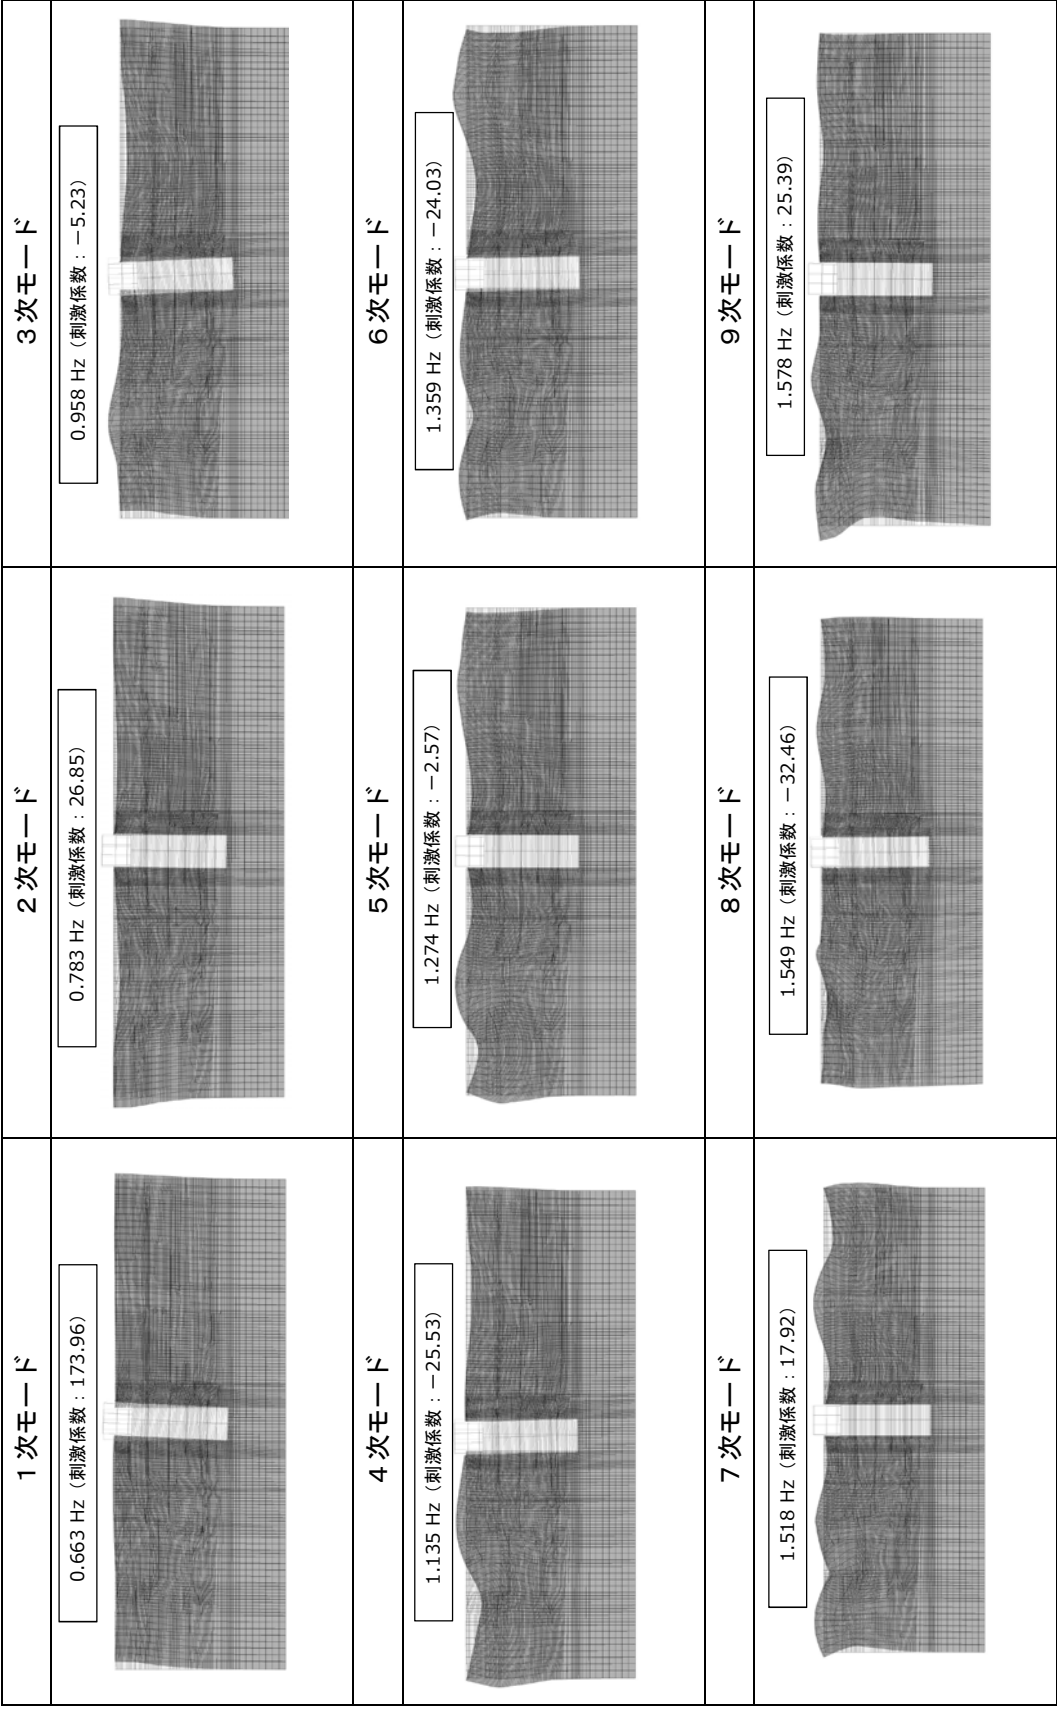 １次モード
0.663 Hz（刺激係数：173.96）
２次モード
0.783 Hz（刺激係数：26.85）
３次モード
0.958 Hz（刺激係数：－5.23）
４次モード
1.135 Hz（刺激係数：－25.53）
５次モード
1.274 Hz（刺激係数：－2.57）
６次モード
1.359 Hz（刺激係数：－24.03）
７次モード
1.518 Hz（刺激係数：17.92）
８次モード
1.549 Hz（刺激係数：－32.46）
９次モード
1.578 Hz（刺激係数：25.39）